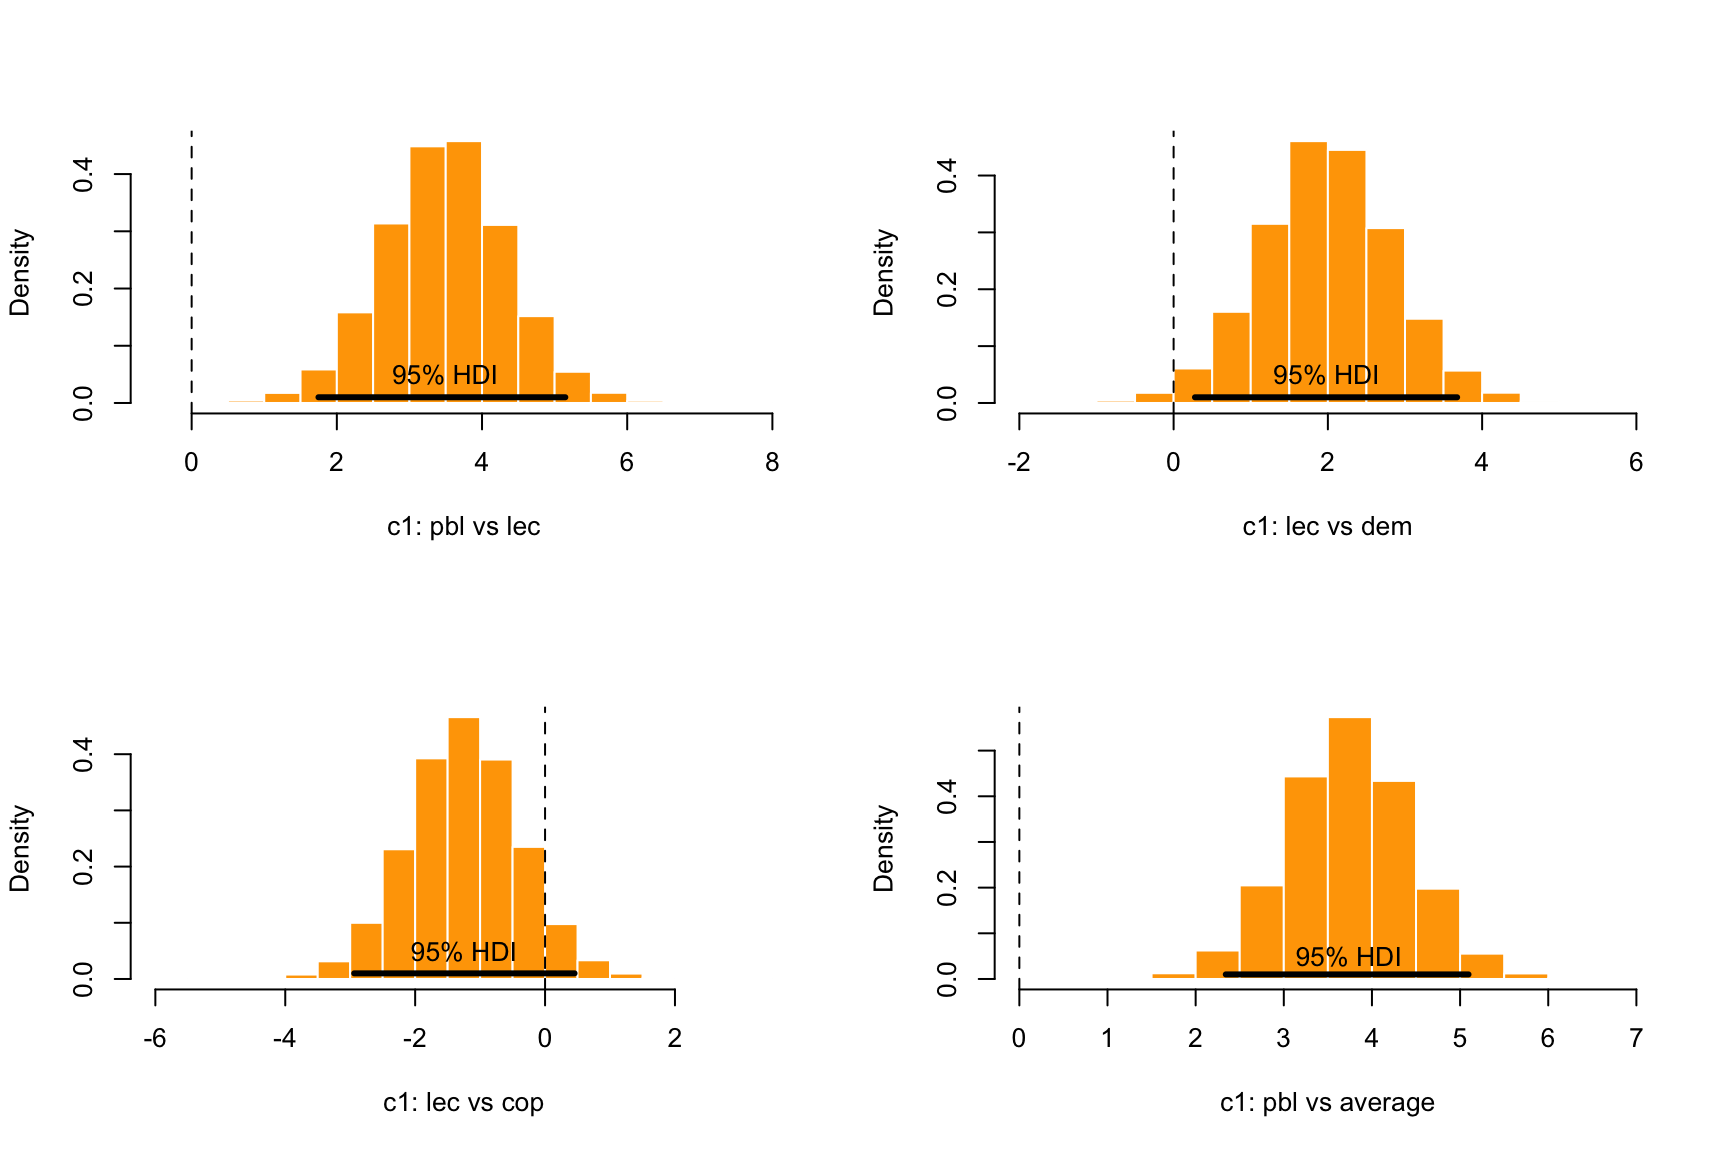 Density
0.0 0.2 0.4
95% HDI
0 2 4 6 8
c1: pbl vs lec
Density
0.0 0.2 0.4
95% HDI
-2 0 2 4 6
c1: lec vs dem
Density
0.0 0.2 0.4
95% HDI
-6 -4 -2 0 2
c1: lec vs cop
Density
0.0 0.2 0.4
95% HDI
0 1 2 3 4 5 6 7
c1: pbl vs average